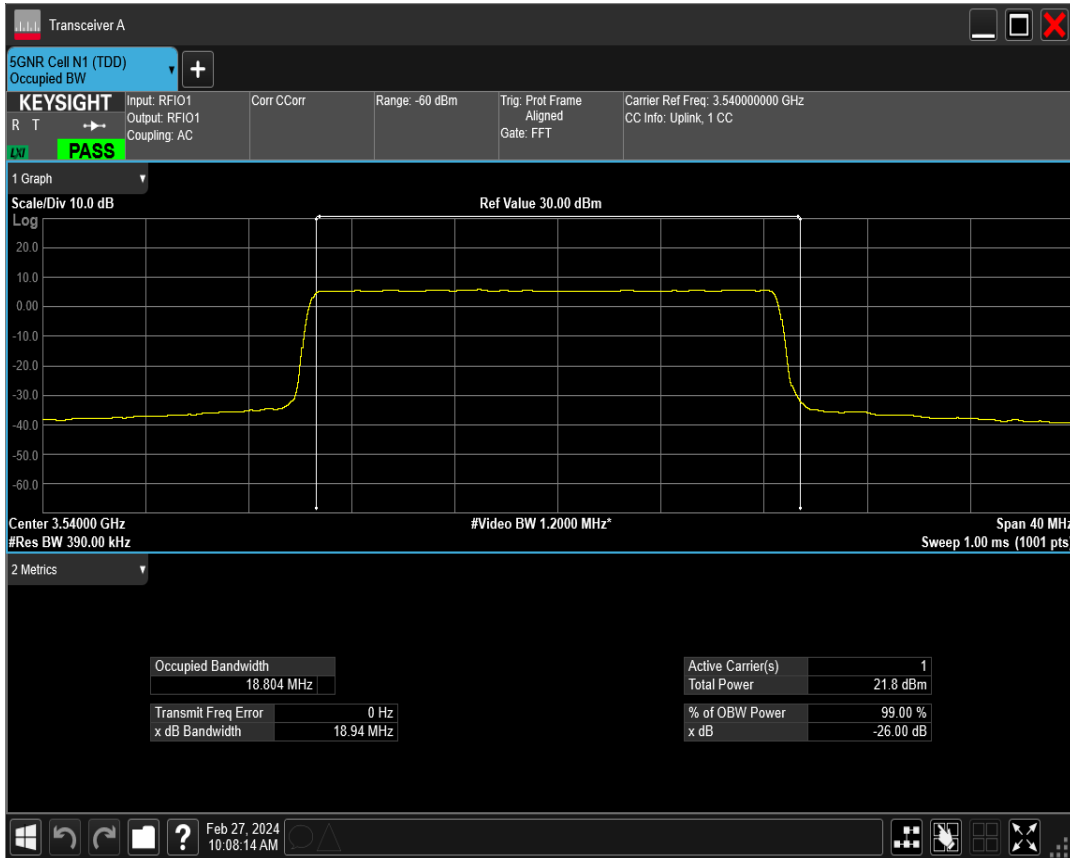 Transceiver A
5GNR Cell N1 (TDD)
Occupied BW
+
KEYSIGHT
R T
LXI
PASS
Input: RFIO1
Output: RFIO1
Coupling: AC
Corr CCorr
Range: -60 dBm
Trig: Prot Frame
Aligned
Gate: FFT
Carrier Ref Freq: 3.540000000 GHz
CC Info: Uplink, 1 CC
1 Graph
Scale/Div 10.0 dB
Ref Value 30.00 dBm
Log
20.0
10.0
0.00
-10.0
-20.0
-30.0
-40.0
-50.0
-60.0
Center 3.54000 GHz
#Video BW 1.2000 MHz*
Span 40 MHz
#Res BW 390.00 kHz
Sweep 1.00 ms (1001 pts)
2 Metrics
Occupied Bandwidth
18.804 MHz
Transmit Freq Error 0 Hz
x dB Bandwidth 18.94 MHz
Active Carrier(s) 1
Total Power 21.8 dBm
% of OBW Power 99.00 %
x dB -26.00 dB
?
Feb 27, 2024
10:08:14 AM